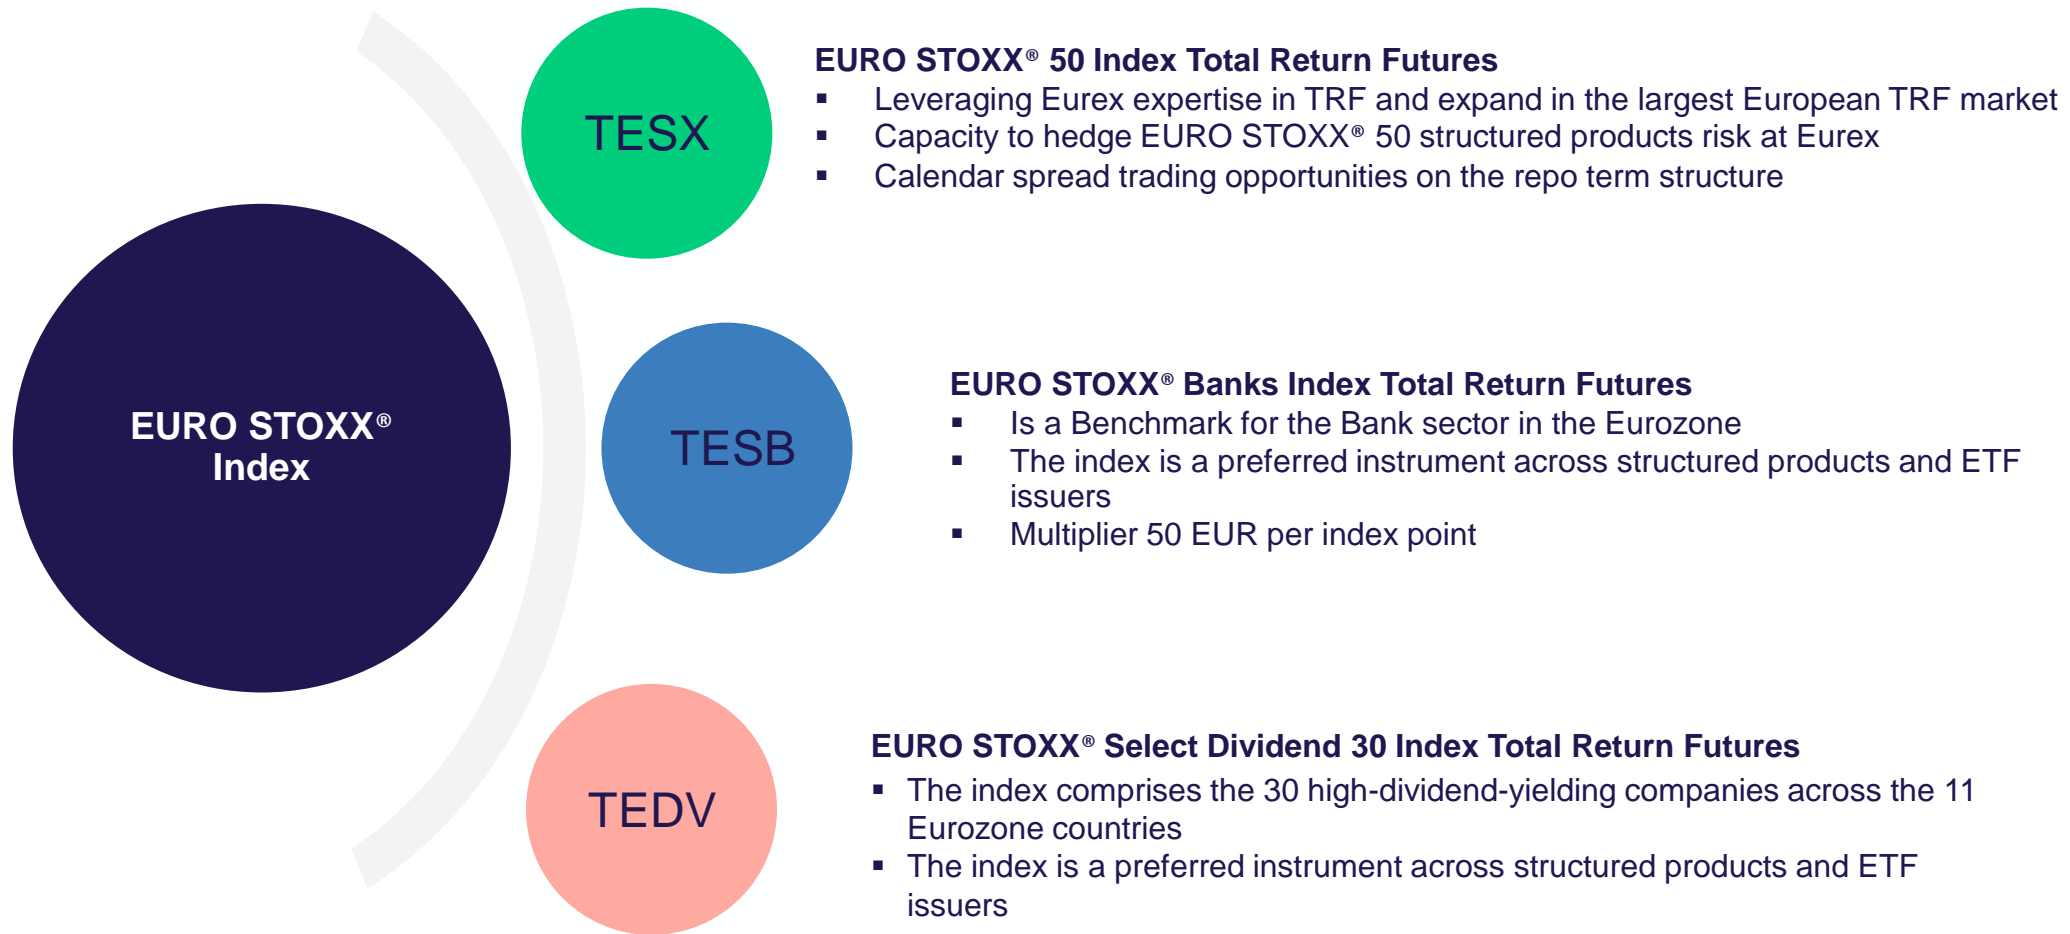 EURO STOXX®
Index
TESX
EURO STOXX® 50 Index Total Return Futures
▪ Leveraging Eurex expertise in TRF and expand in the largest European TRF market
▪ Capacity to hedge EURO STOXX® 50 structured products risk at Eurex
▪ Calendar spread trading opportunities on the repo term structure
TESB
EURO STOXX® Banks Index Total Return Futures
▪ Is a Benchmark for the Bank sector in the Eurozone
▪ The index is a preferred instrument across structured products and ETF
issuers
▪ Multiplier 50 EUR per index point
TEDV
EURO STOXX® Select Dividend 30 Index Total Return Futures
▪ The index comprises the 30 high-dividend-yielding companies across the 11
Eurozone countries
▪ The index is a preferred instrument across structured products and ETF
issuers